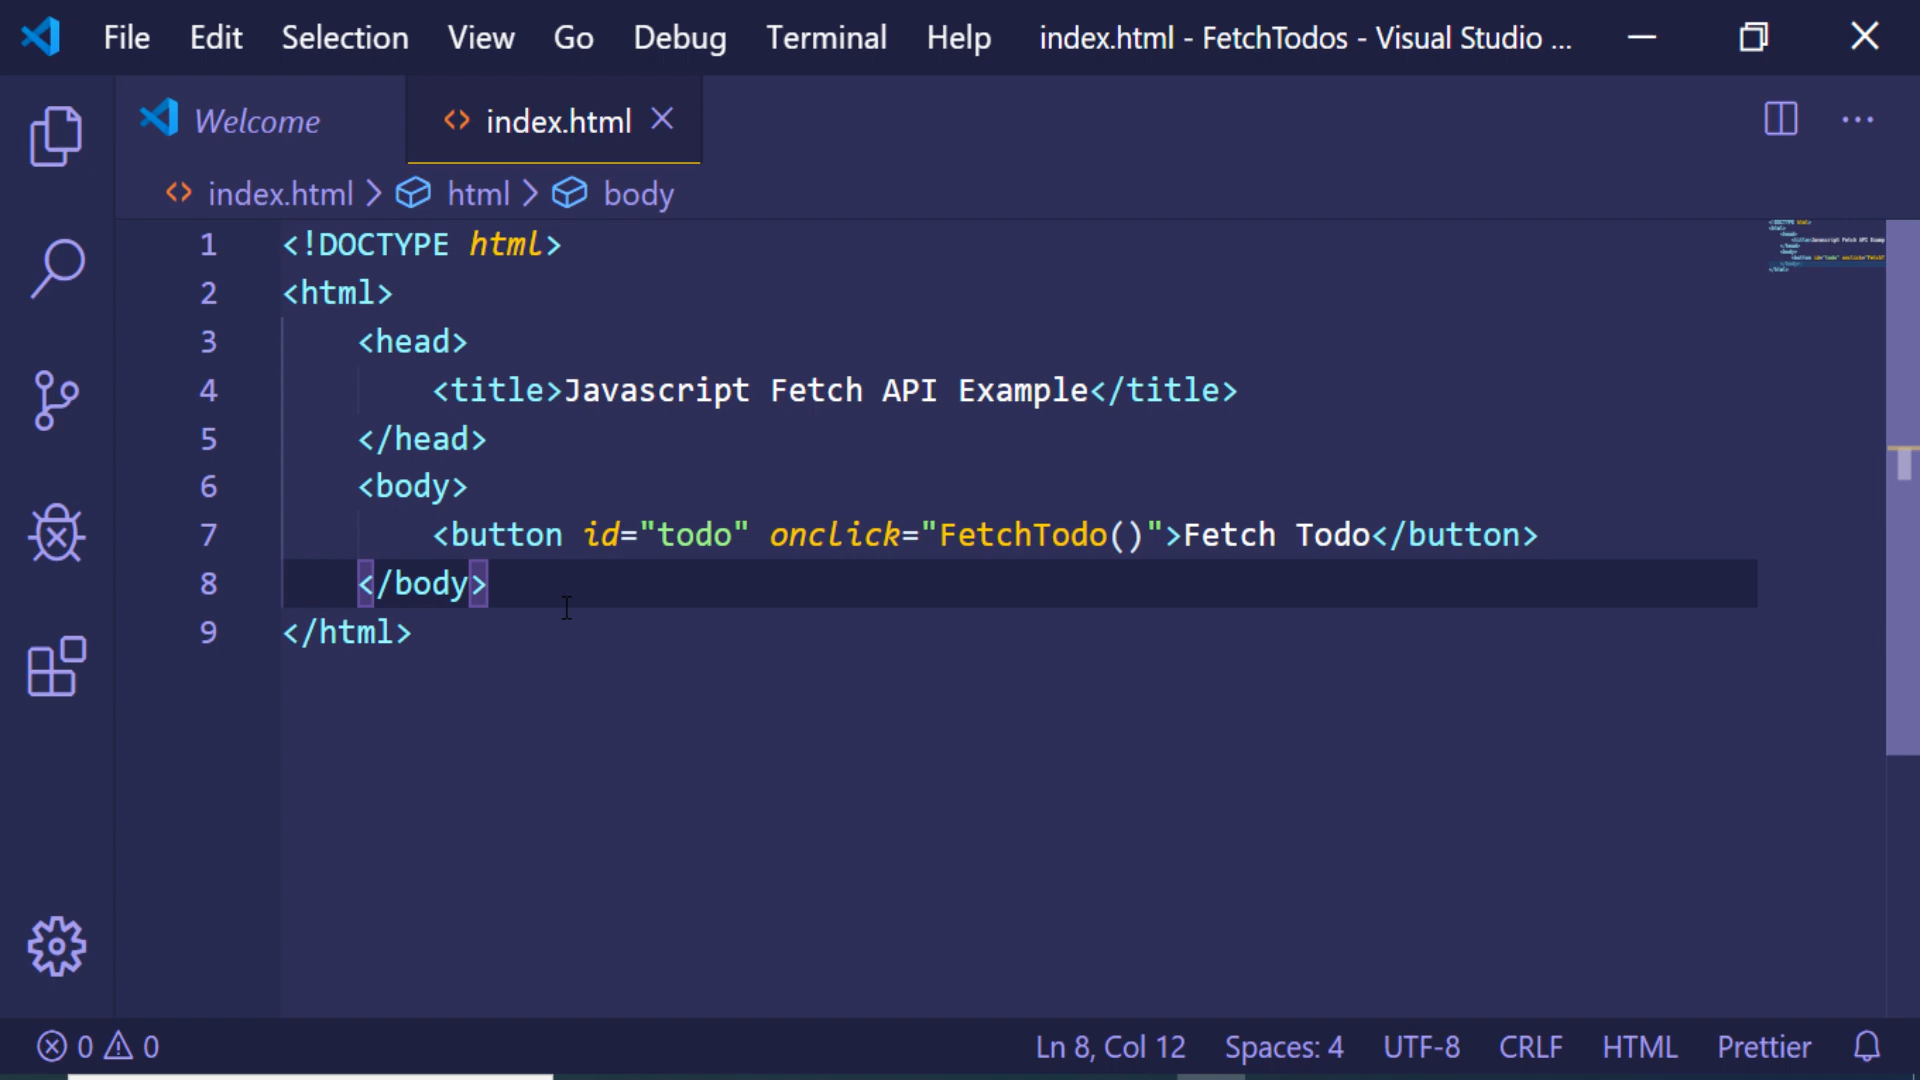 File Edit Selection View Go Debug Terminal Help index.html - FetchTodos - Visual Studio ...
Welcome index.html
index.html > html > body
1 <!DOCTYPE html>
2 <html>
3 <head>
4 <title>Javascript Fetch API Example</title>
5 </head>
6 <body>
7 <button id="todo" onclick="FetchTodo()">Fetch Todo</button>
8 </body>
9 </html>
0 0 Ln 8, Col 12 Spaces: 4 UTF-8 CRLF HTML Prettier